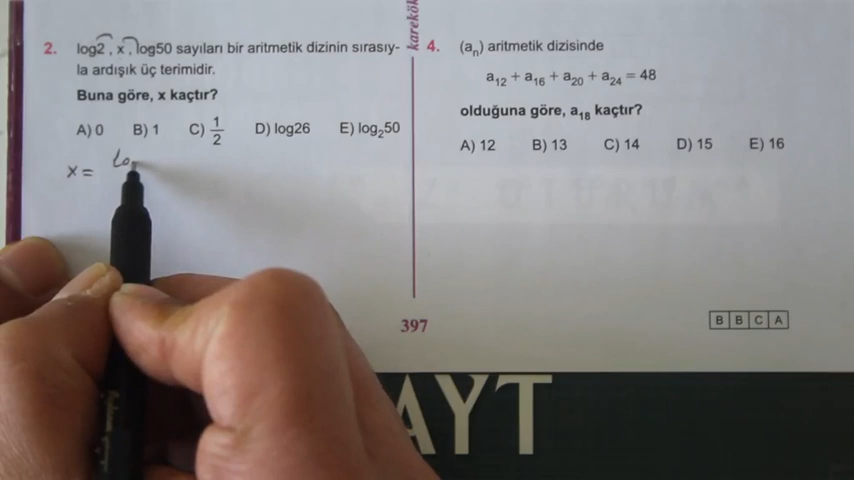 2. log2, x, log50 sayıları bir aritmetik dizinin sırasıy-
la ardışık üç terimidir.
Buna göre, x kaçtır?
A) 0 B) 1 C) 1/2 D) log26 E) log₂50
x = lo
karekök
4. (aₙ) aritmetik dizisinde
a₁₂ + a₁₆ + a₂₀ + a₂₄ = 48
olduğuna göre, a₁₈ kaçtır?
A) 12 B) 13 C) 14 D) 15 E) 16
397
B B C A
AYT